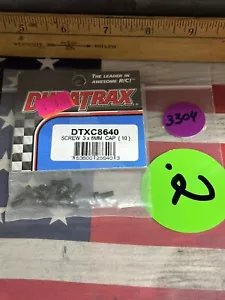 THE LEADER IN
AWESOME R/C!
DURATRAX
DTXC8640
SCREW 3 x 8MM CAP (10)
3304
2